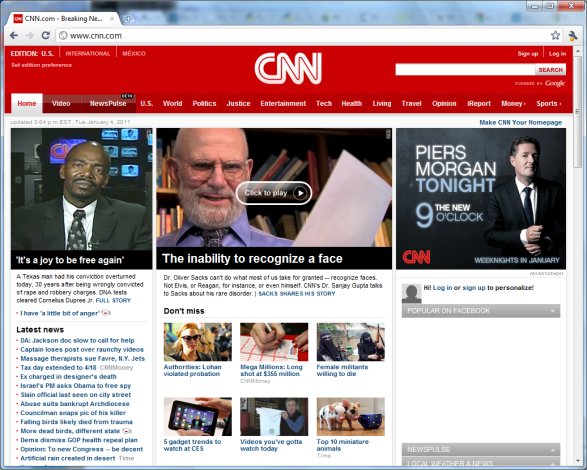 CNN.com - Breaking Ne...
www.cnn.com
EDITION: U.S. INTERNATIONAL MÉXICO
Set edition preference
CNN
Sign up Log in
SEARCH
POWERED BY Google
Home Video NewsPulse BETA U.S. World Politics Justice Entertainment Tech Health Living Travel Opinion iReport Money Sports
updated 3:04 p.m. EST, Tue January 4, 2011
Make CNN Your Homepage
'It's a joy to be free again'
A Texas man had his conviction overturned
today, 30 years after being wrongly convicted
of rape and robbery charges. DNA tests
cleared Cornelius Dupree Jr. FULL STORY
• I have 'a little bit of anger'
Latest news
• DA: Jackson doc slow to call for help
• Captain loses post over raunchy videos
• Massage therapists sue Favre, N.Y. Jets
• Tax day extended to 4/18 CNNMoney
• Ex charged in designer's death
• Israel's PM asks Obama to free spy
• Slain official last seen on city street
• Abuse suits bankrupt Archdiocese
• Councilman snaps pic of his killer
• Falling birds likely died from trauma
• More dead birds, different state
• Dems dismiss GOP health repeal plan
• Opinion: To new Congress -- be decent
• Artificial rain created in desert Time
Click to play
The inability to recognize a face
Dr. Oliver Sacks can't do what most of us take for granted -- recognize faces.
Not Elvis, or Reagan, for instance, or even himself. CNN's Dr. Sanjay Gupta talks
to Sacks about his rare disorder. | SACKS SHARES HIS STORY
Don't miss
Authorities: Lohan
violated probation
Mega Millions: Long
shot at $355 million
CNNMoney
Female militants
willing to die
5 gadget trends to
watch at CES
Videos you've gotta
watch today
Top 10 miniature
animals
Time
PIERS
MORGAN
TONIGHT
9 THE NEW
O'CLOCK
CNN
WEEKNIGHTS IN JANUARY
ADVERTISEMENT
Hi! Log in or sign up to personalize!
POPULAR ON FACEBOOK
NEWSPULSE
LOCAL WEATHER & NEWS